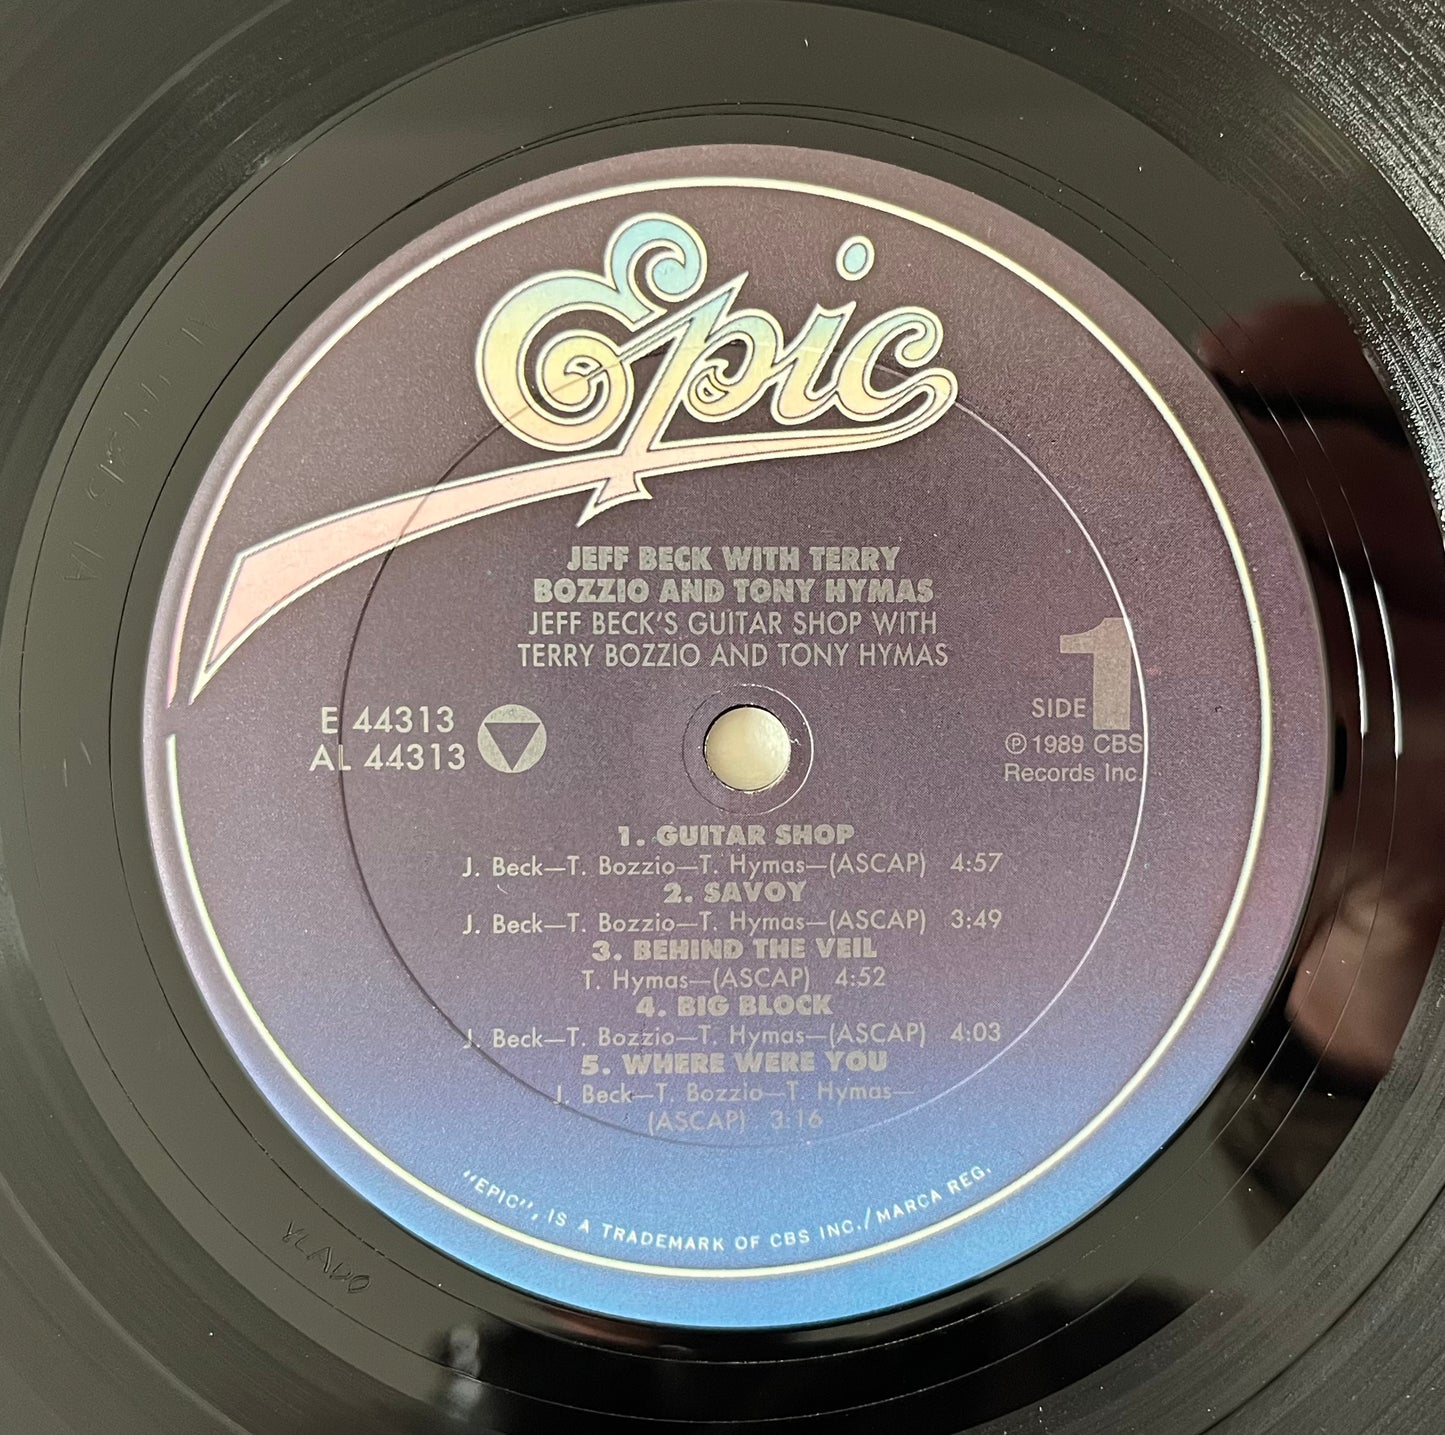 Epic
JEFF BECK WITH TERRY
BOZZIO AND TONY HYMAS
JEFF BECK'S GUITAR SHOP WITH
TERRY BOZZIO AND TONY HYMAS
E 44313
AL 44313
SIDE 1
Ⓟ 1989 CBS
Records Inc.
1. GUITAR SHOP
J. Beck—T. Bozzio—T. Hymas—(ASCAP) 4:57
2. SAVOY
J. Beck—T. Bozzio—T. Hymas—(ASCAP) 3:49
3. BEHIND THE VEIL
T. Hymas—(ASCAP) 4:52
4. BIG BLOCK
J. Beck—T. Bozzio—T. Hymas—(ASCAP) 4:03
5. WHERE WERE YOU
J. Beck—T. Bozzio—T. Hymas—
(ASCAP) 3:16
"EPIC", IS A TRADEMARK OF CBS INC./MARCA REG.
VLADO